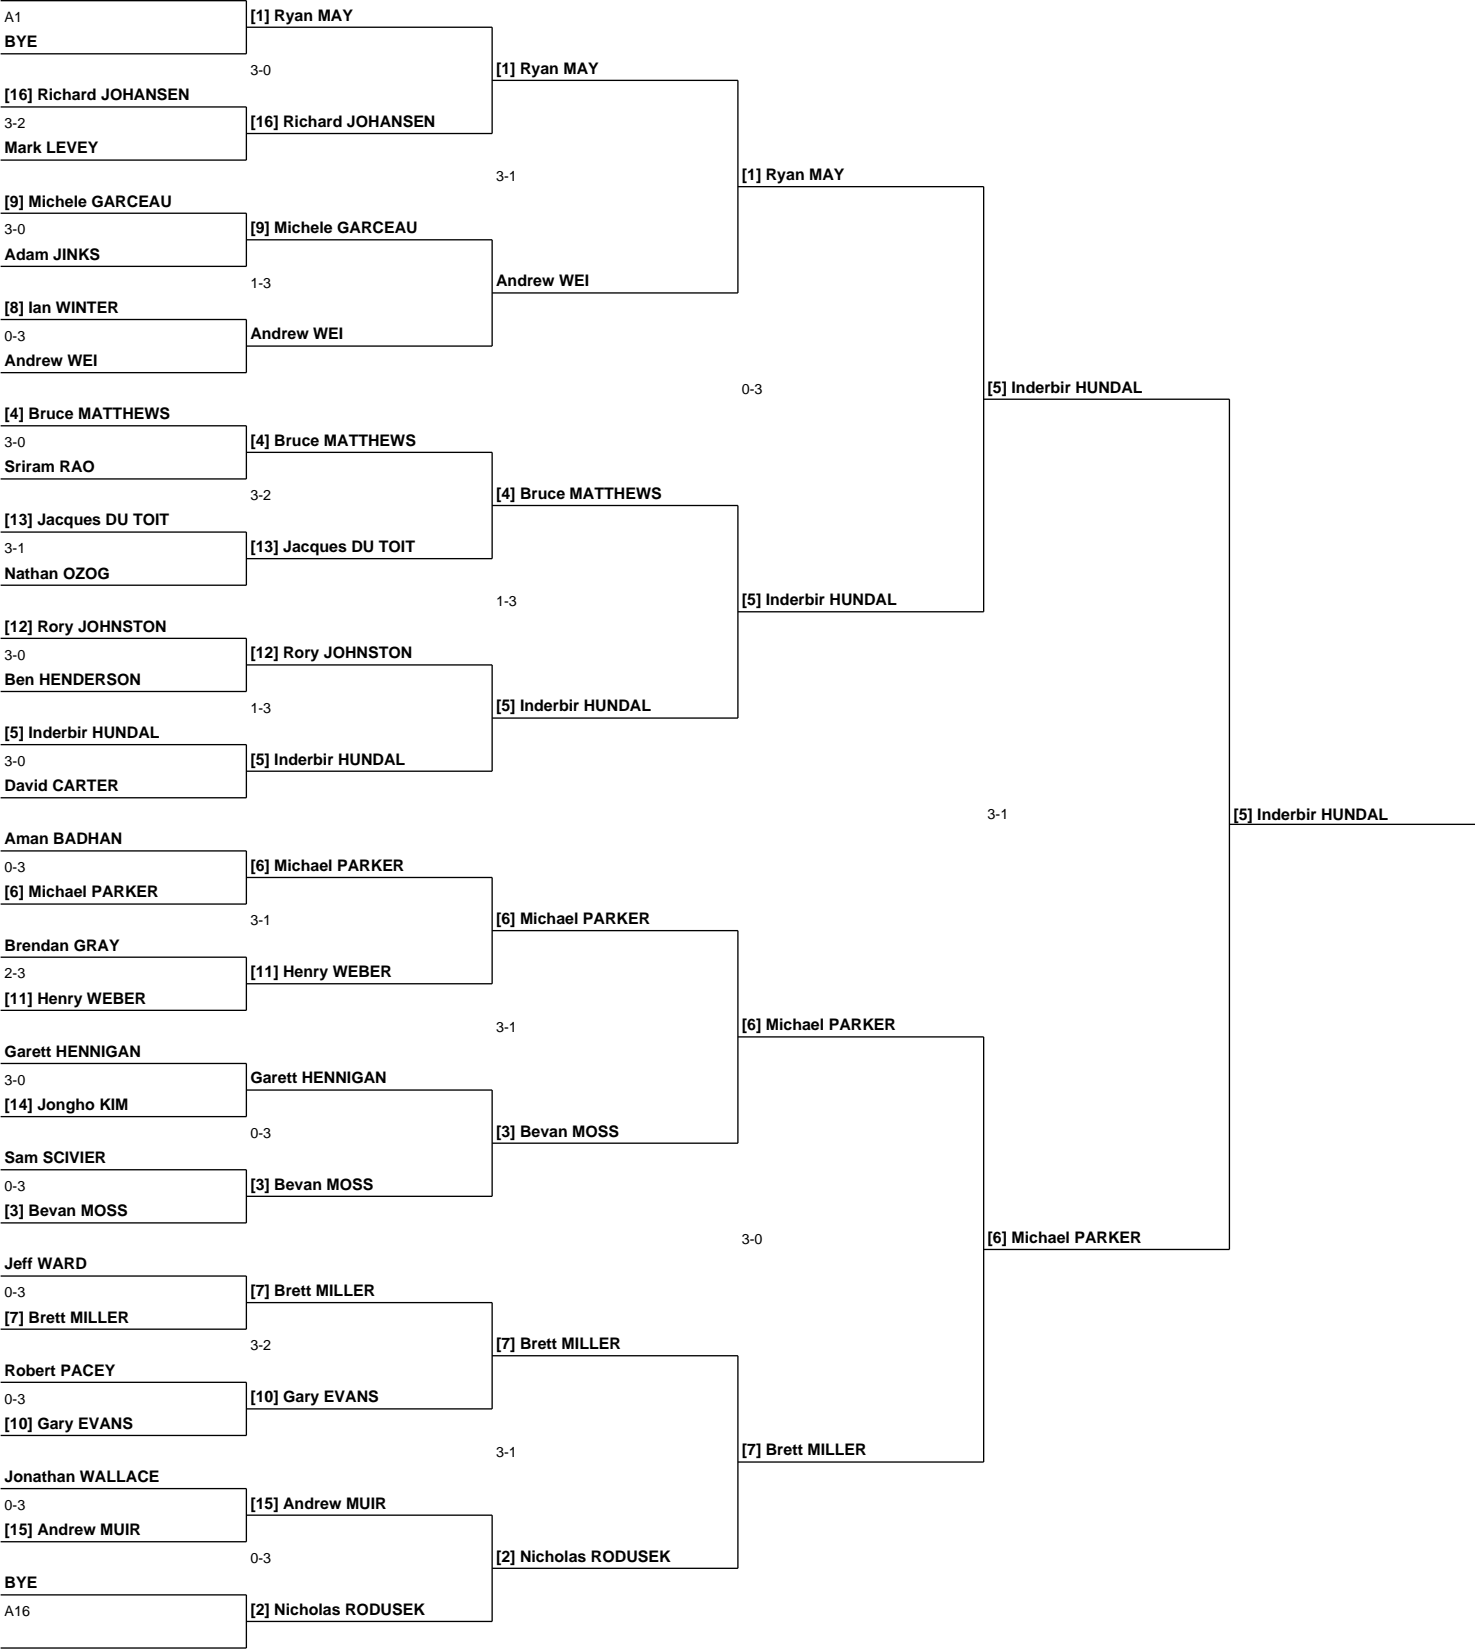 A1
BYE
[1] Ryan MAY
3-0
[16] Richard JOHANSEN
3-2
Mark LEVEY
[16] Richard JOHANSEN
[1] Ryan MAY
3-1
[9] Michele GARCEAU
3-0
Adam JINKS
[9] Michele GARCEAU
1-3
[8] Ian WINTER
0-3
Andrew WEI
Andrew WEI
Andrew WEI
[1] Ryan MAY
0-3
[4] Bruce MATTHEWS
3-0
Sriram RAO
[4] Bruce MATTHEWS
3-2
[13] Jacques DU TOIT
3-1
Nathan OZOG
[13] Jacques DU TOIT
[4] Bruce MATTHEWS
1-3
[12] Rory JOHNSTON
3-0
Ben HENDERSON
[12] Rory JOHNSTON
1-3
[5] Inderbir HUNDAL
3-0
David CARTER
[5] Inderbir HUNDAL
[5] Inderbir HUNDAL
[5] Inderbir HUNDAL
[5] Inderbir HUNDAL
3-1
[5] Inderbir HUNDAL
Aman BADHAN
0-3
[6] Michael PARKER
[6] Michael PARKER
3-1
Brendan GRAY
2-3
[11] Henry WEBER
[11] Henry WEBER
[6] Michael PARKER
3-1
Garett HENNIGAN
3-0
[14] Jongho KIM
Garett HENNIGAN
0-3
Sam SCIVIER
0-3
[3] Bevan MOSS
[3] Bevan MOSS
[3] Bevan MOSS
[6] Michael PARKER
3-0
Jeff WARD
0-3
[7] Brett MILLER
[7] Brett MILLER
3-2
Robert PACEY
0-3
[10] Gary EVANS
[10] Gary EVANS
[7] Brett MILLER
3-1
Jonathan WALLACE
0-3
[15] Andrew MUIR
[15] Andrew MUIR
0-3
BYE
A16
[2] Nicholas RODUSEK
[2] Nicholas RODUSEK
[7] Brett MILLER
[6] Michael PARKER